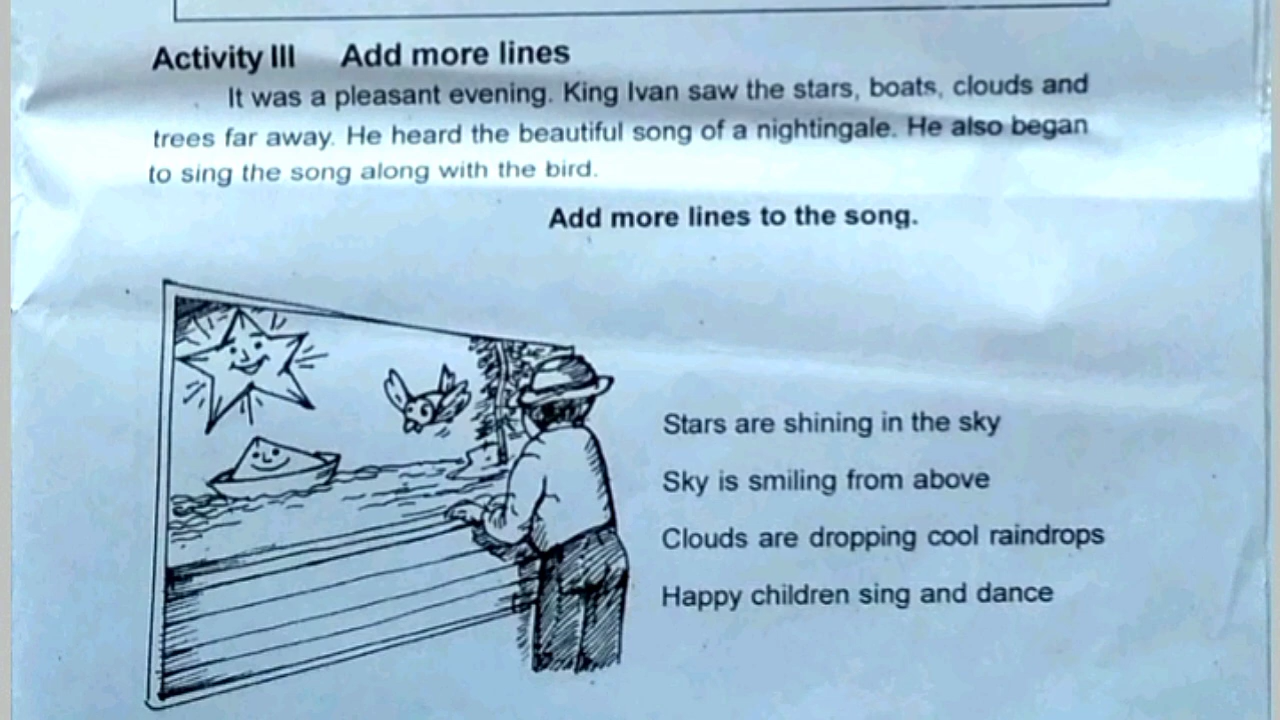 Activity III Add more lines
It was a pleasant evening. King Ivan saw the stars, boats, clouds and
trees far away. He heard the beautiful song of a nightingale. He also began
to sing the song along with the bird.
Add more lines to the song.
Stars are shining in the sky
Sky is smiling from above
Clouds are dropping cool raindrops
Happy children sing and dance